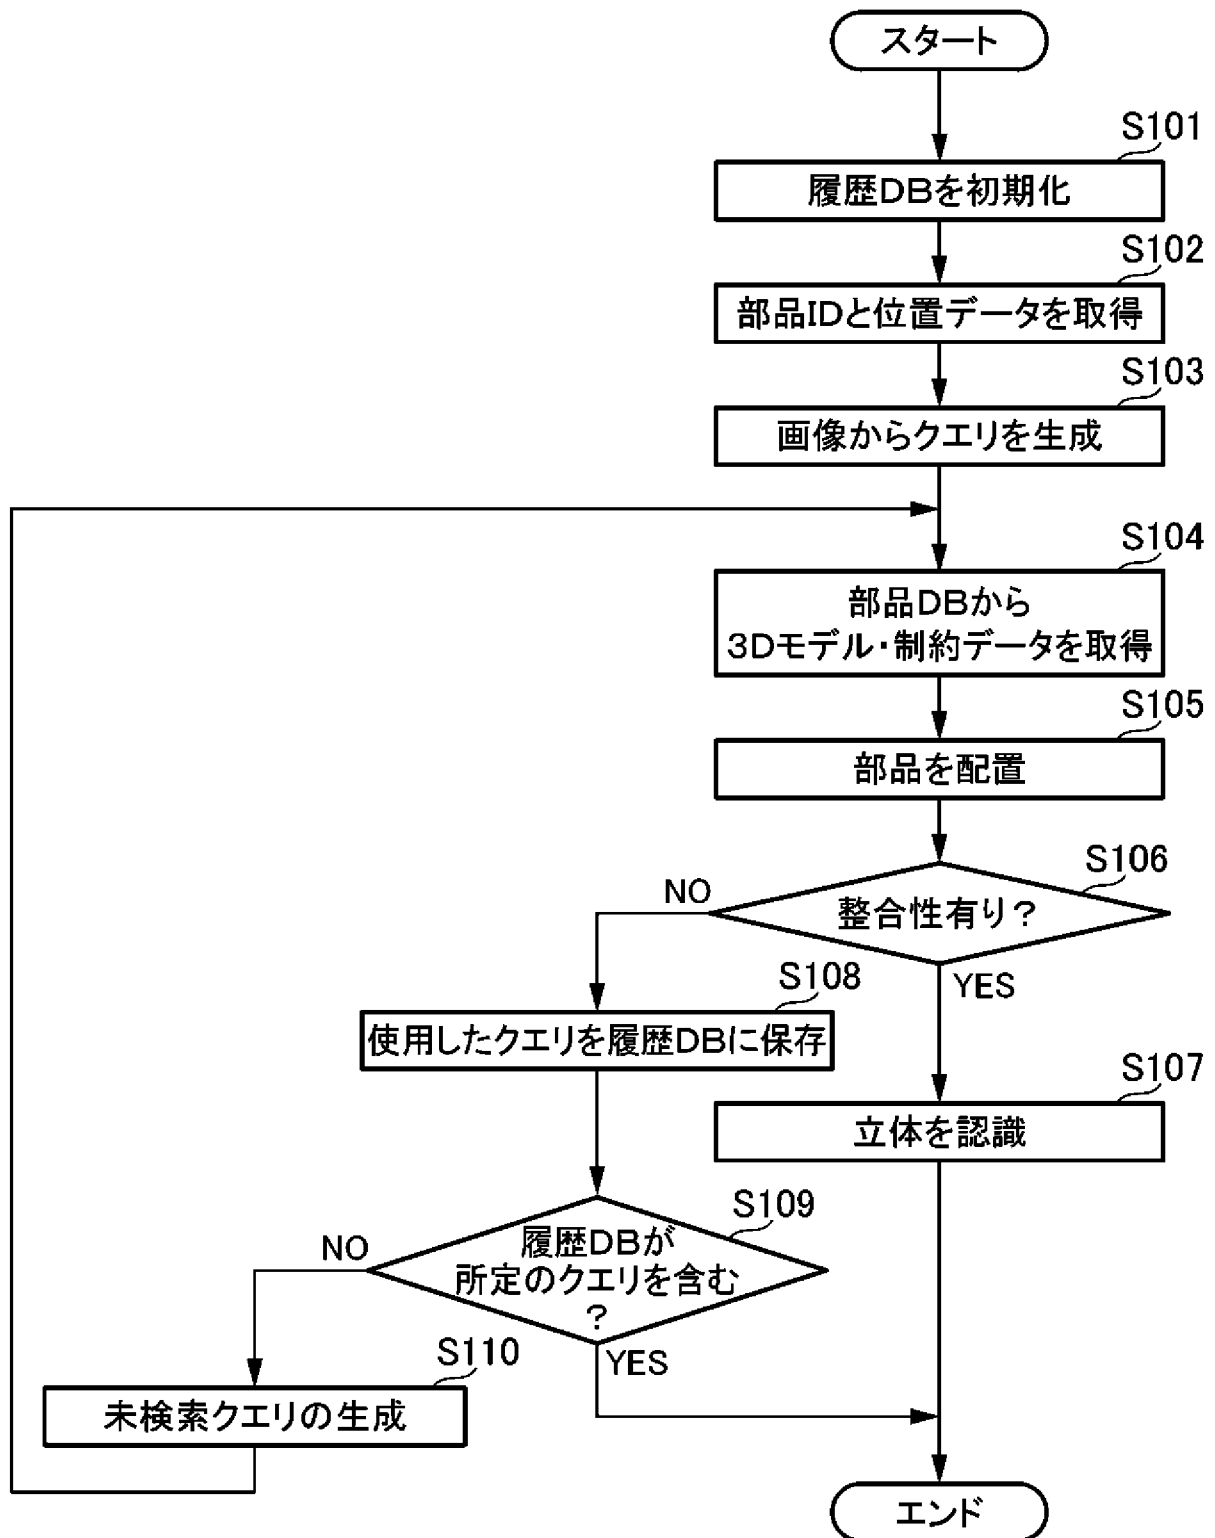 スタート
S101
履歴DBを初期化
S102
部品IDと位置データを取得
S103
画像からクエリを生成
S104
部品DBから
3Dモデル・制約データを取得
S105
部品を配置
S106
整合性有り？
NO
YES
S108
使用したクエリを履歴DBに保存
S107
立体を認識
S109
履歴DBが
所定のクエリを含む
？
NO
YES
S110
未検索クエリの生成
エンド